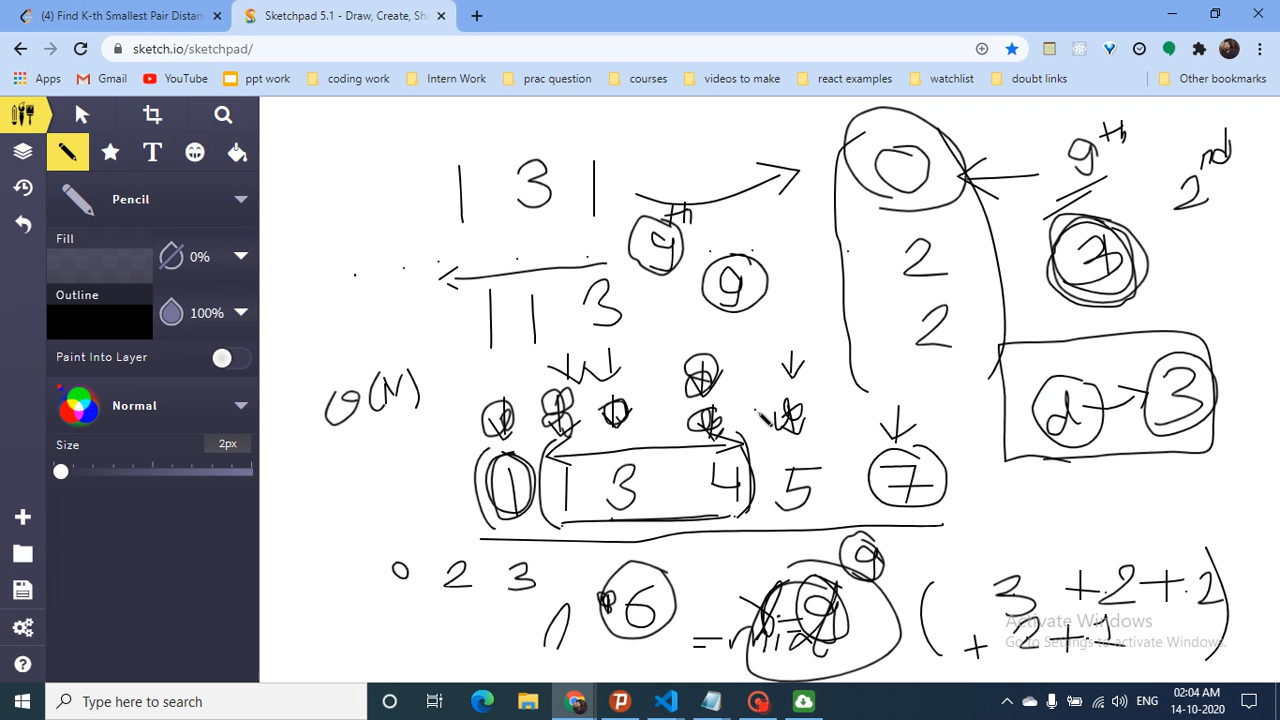 (4) Find K-th Smallest Pair Distan
Sketchpad 5.1 - Draw, Create, Sh
sketch.io/sketchpad/
Apps Gmail YouTube ppt work coding work Intern Work prac question courses videos to make react examples watchlist doubt links Other bookmarks
Pencil
Fill
0%
Outline
100%
Paint Into Layer
Normal
Size 2px
1 3 1
9th
2nd
0
9th
3
2
9
1 1 3
2
O(N)
d → 3
1 1 3 4 5 7
0 2 3
6
9
= mid
( 3 + 2 + 2
+ 2 + 1 )
Activate Windows
Go to Settings to activate Windows.
Type here to search
ENG
02:04 AM
14-10-2020